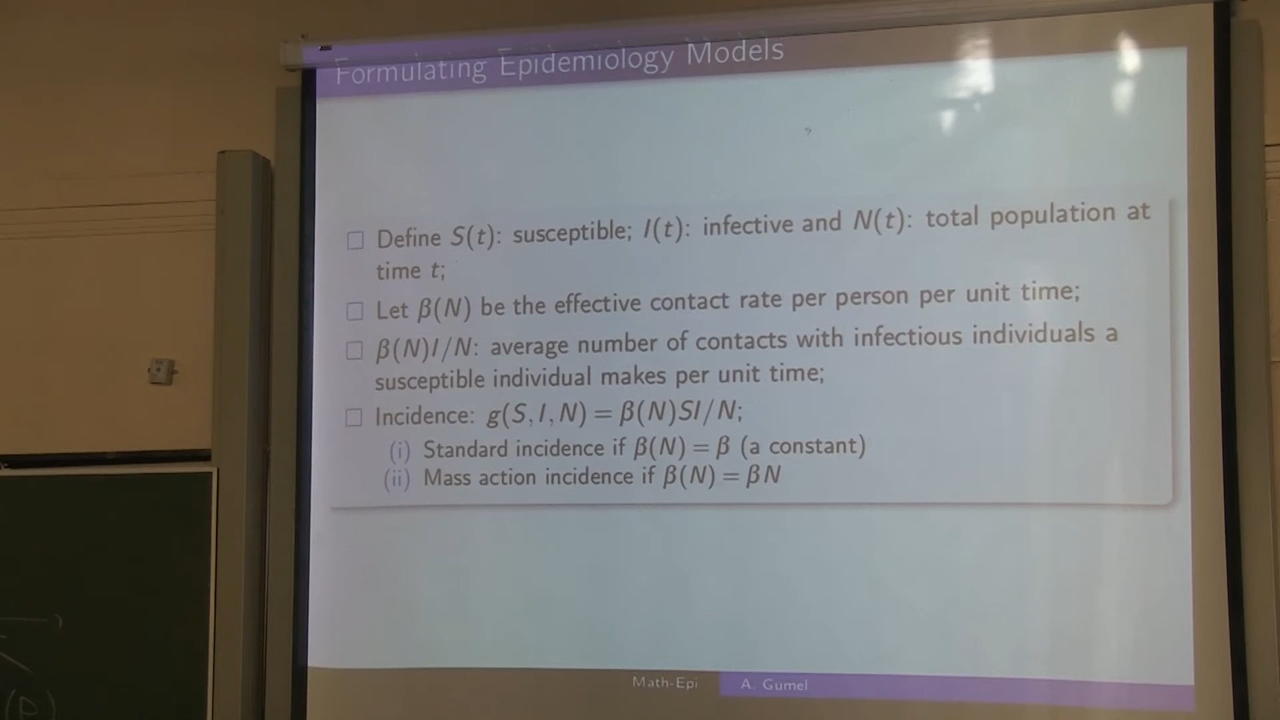 Formulating Epidemiology Models
□ Define S(t): susceptible; I(t): infective and N(t): total population at
time t;
□ Let β(N) be the effective contact rate per person per unit time;
□ β(N)I/N: average number of contacts with infectious individuals a
susceptible individual makes per unit time;
□ Incidence: g(S, I, N) = β(N)SI/N;
(i) Standard incidence if β(N) = β (a constant)
(ii) Mass action incidence if β(N) = βN
Math-Epi A. Gumel